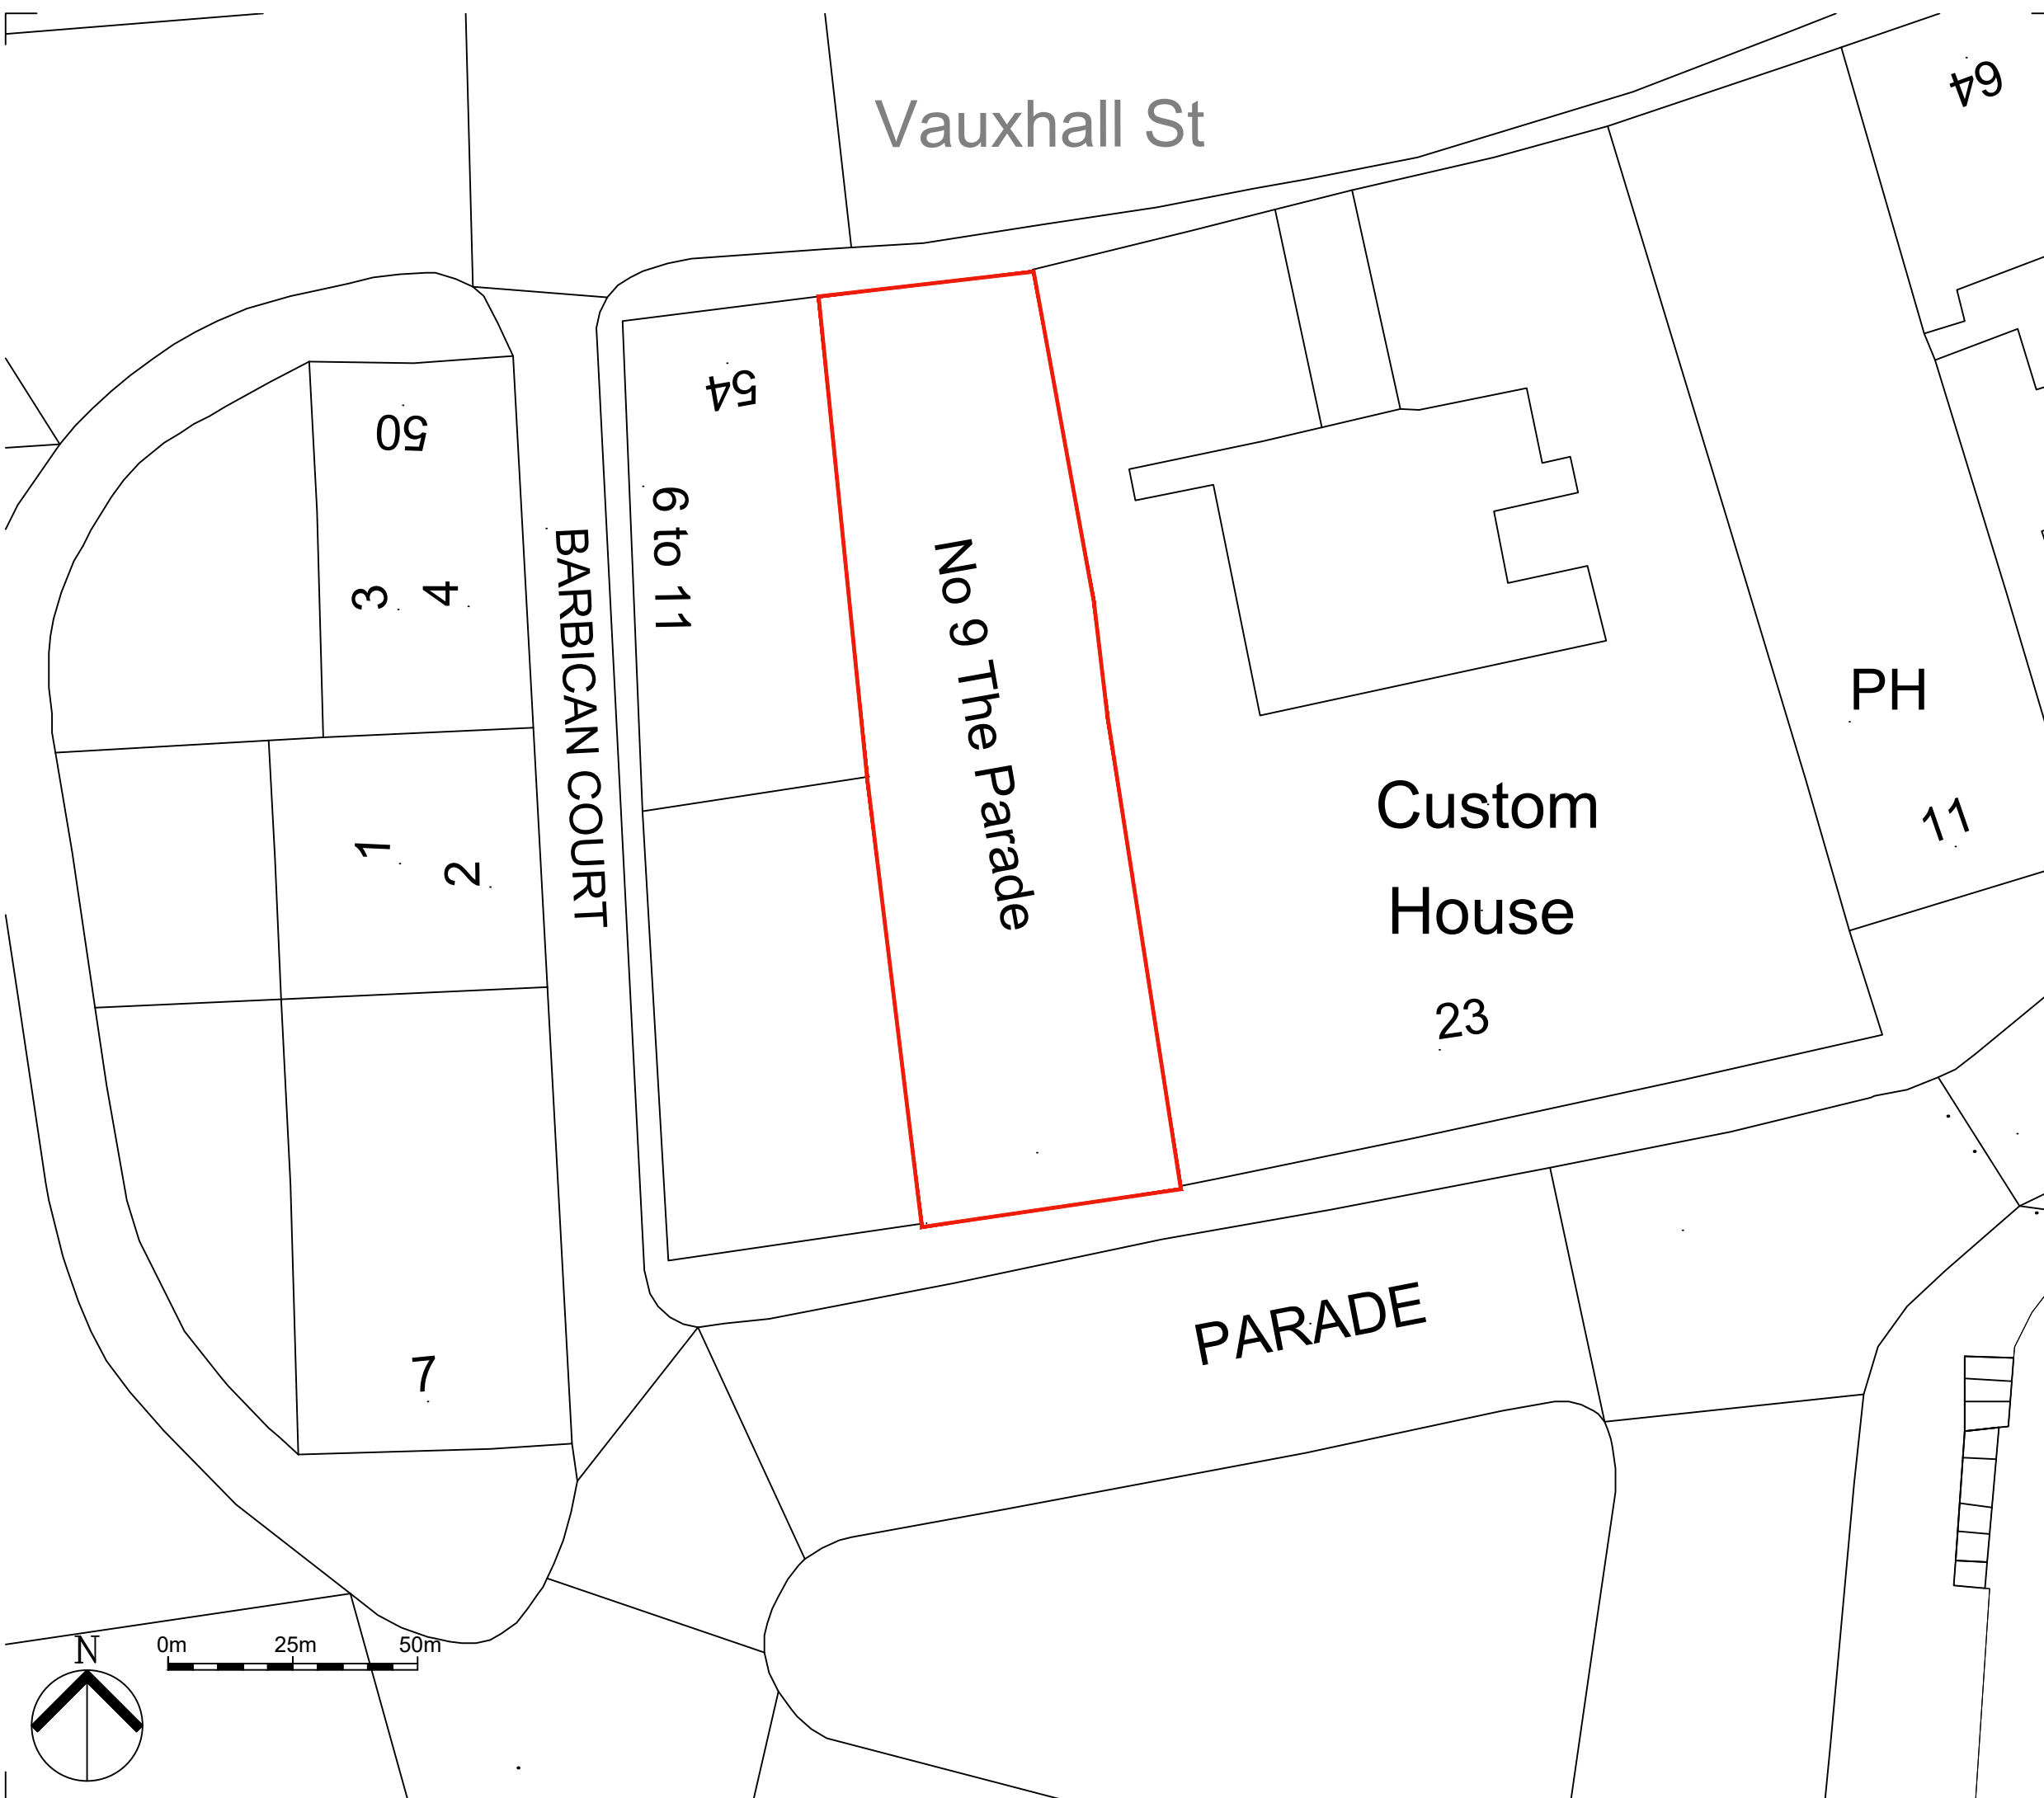 Vauxhall St
64
54
50
6 to 11
3
4
BARBICAN COURT
No 9 The Parade
PH
Custom
House
11
1
2
23
PARADE
7
N
0m 25m 50m